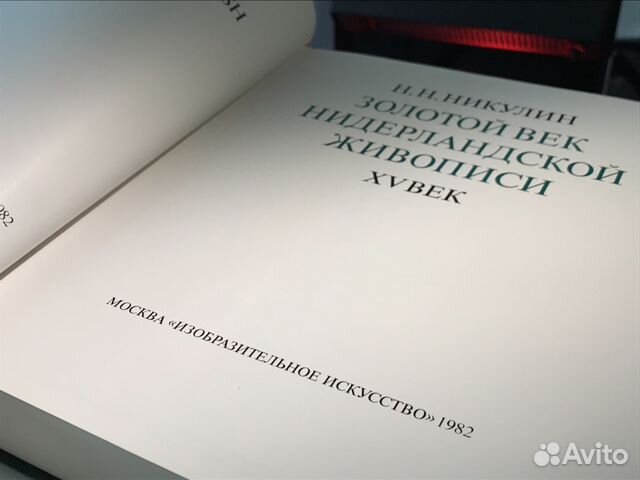 Н. Н. НИКУЛИН
ЗОЛОТОЙ ВЕК
НИДЕРЛАНДСКОЙ
ЖИВОПИСИ
XV ВЕК
МОСКВА «ИЗОБРАЗИТЕЛЬНОЕ ИСКУССТВО» 1982
Avito